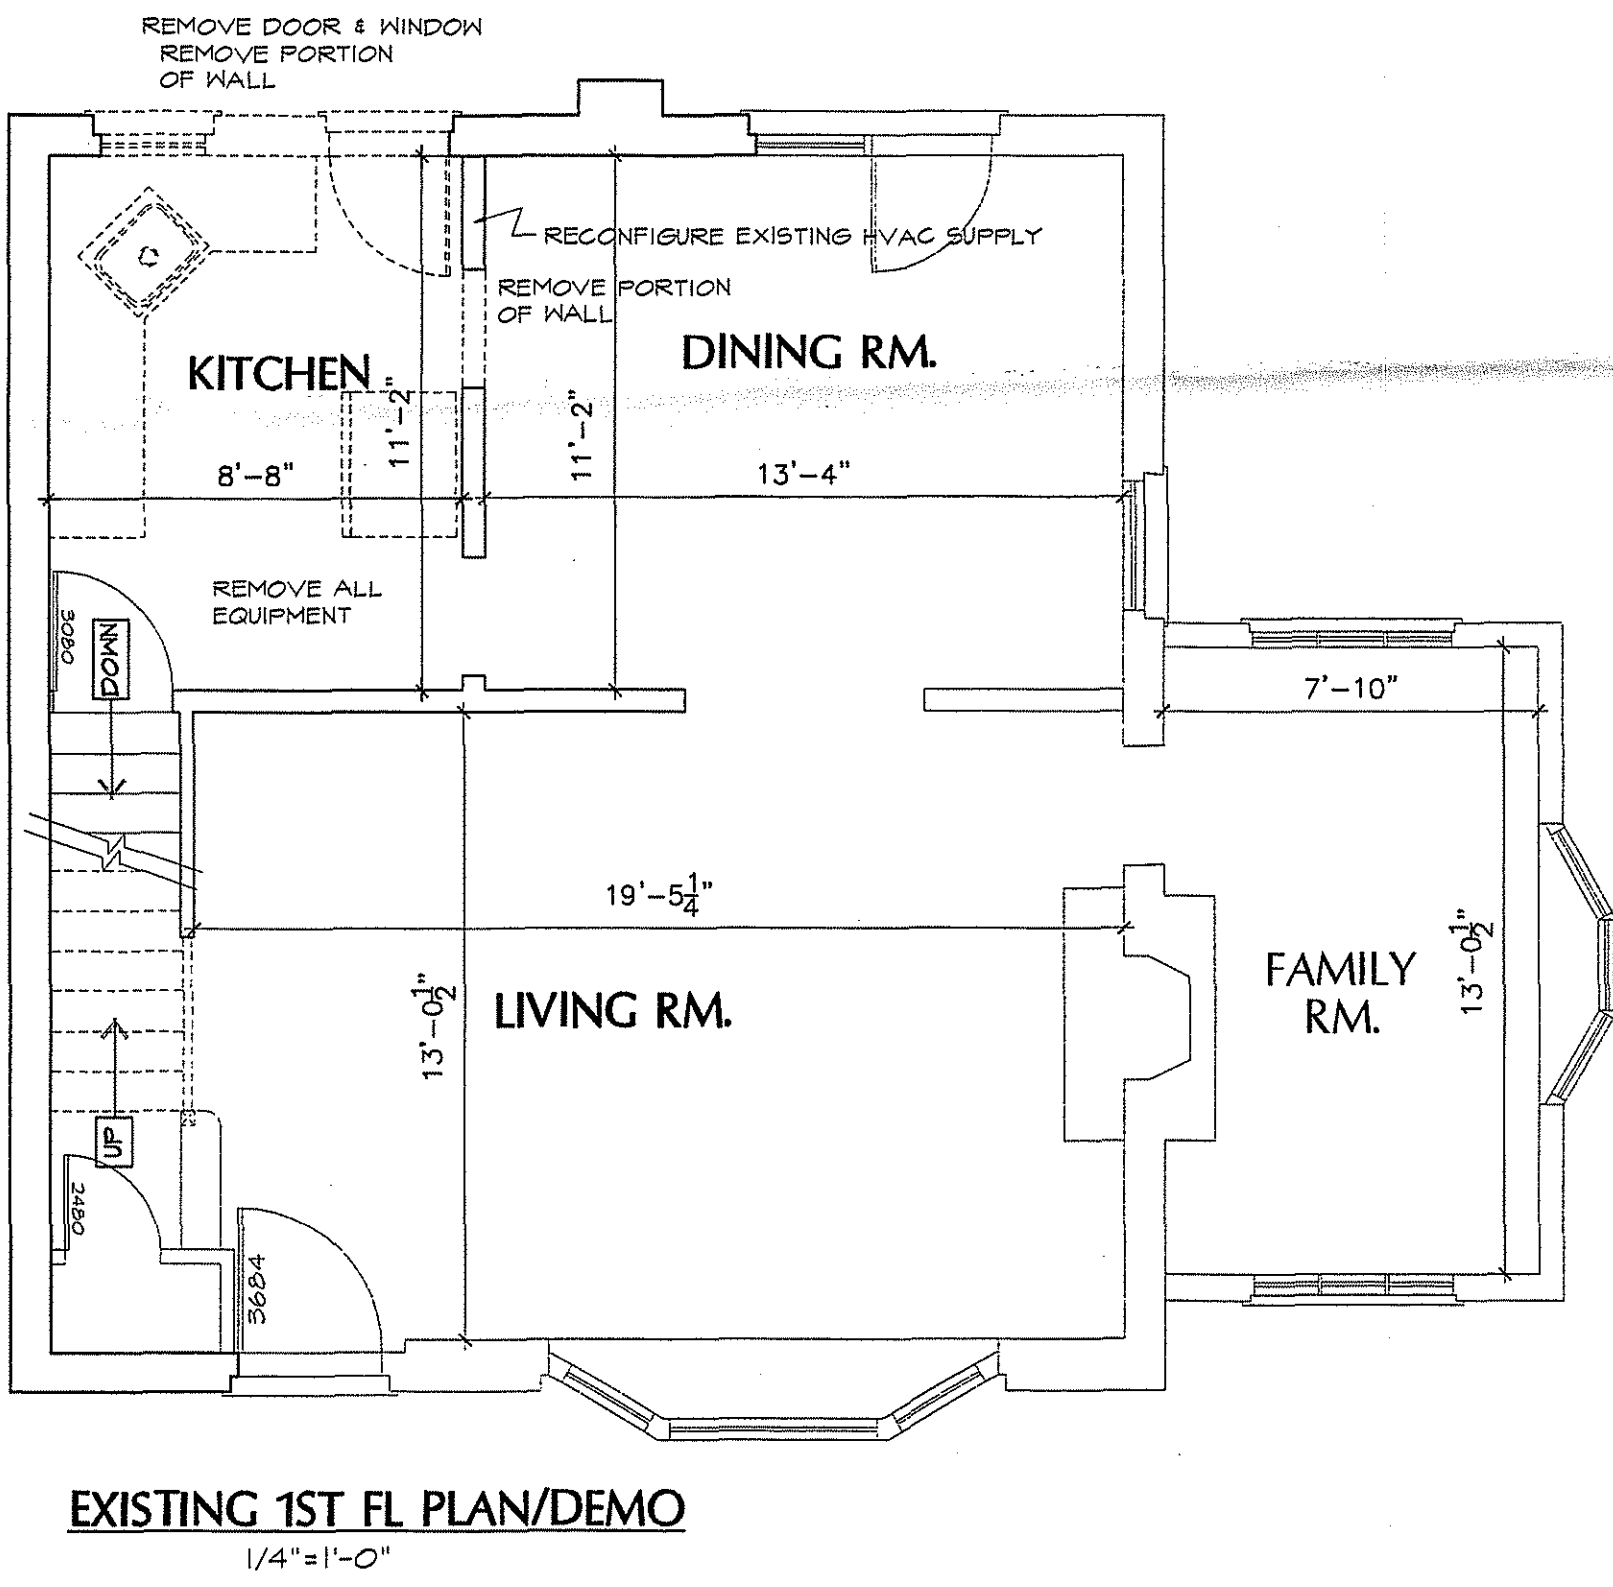 REMOVE DOOR & WINDOW
REMOVE PORTION
OF WALL
RECONFIGURE EXISTING HVAC SUPPLY
REMOVE PORTION
OF WALL
KITCHEN
DINING RM.
11'-2"
11'-2"
8'-8"
13'-4"
REMOVE ALL
EQUIPMENT
3080
DOWN
7'-10"
19'-5 1/4"
13'-0 1/2"
LIVING RM.
FAMILY
RM.
13'-0 1/2"
UP
2480
3684
EXISTING 1ST FL PLAN/DEMO
1/4"=1'-0"